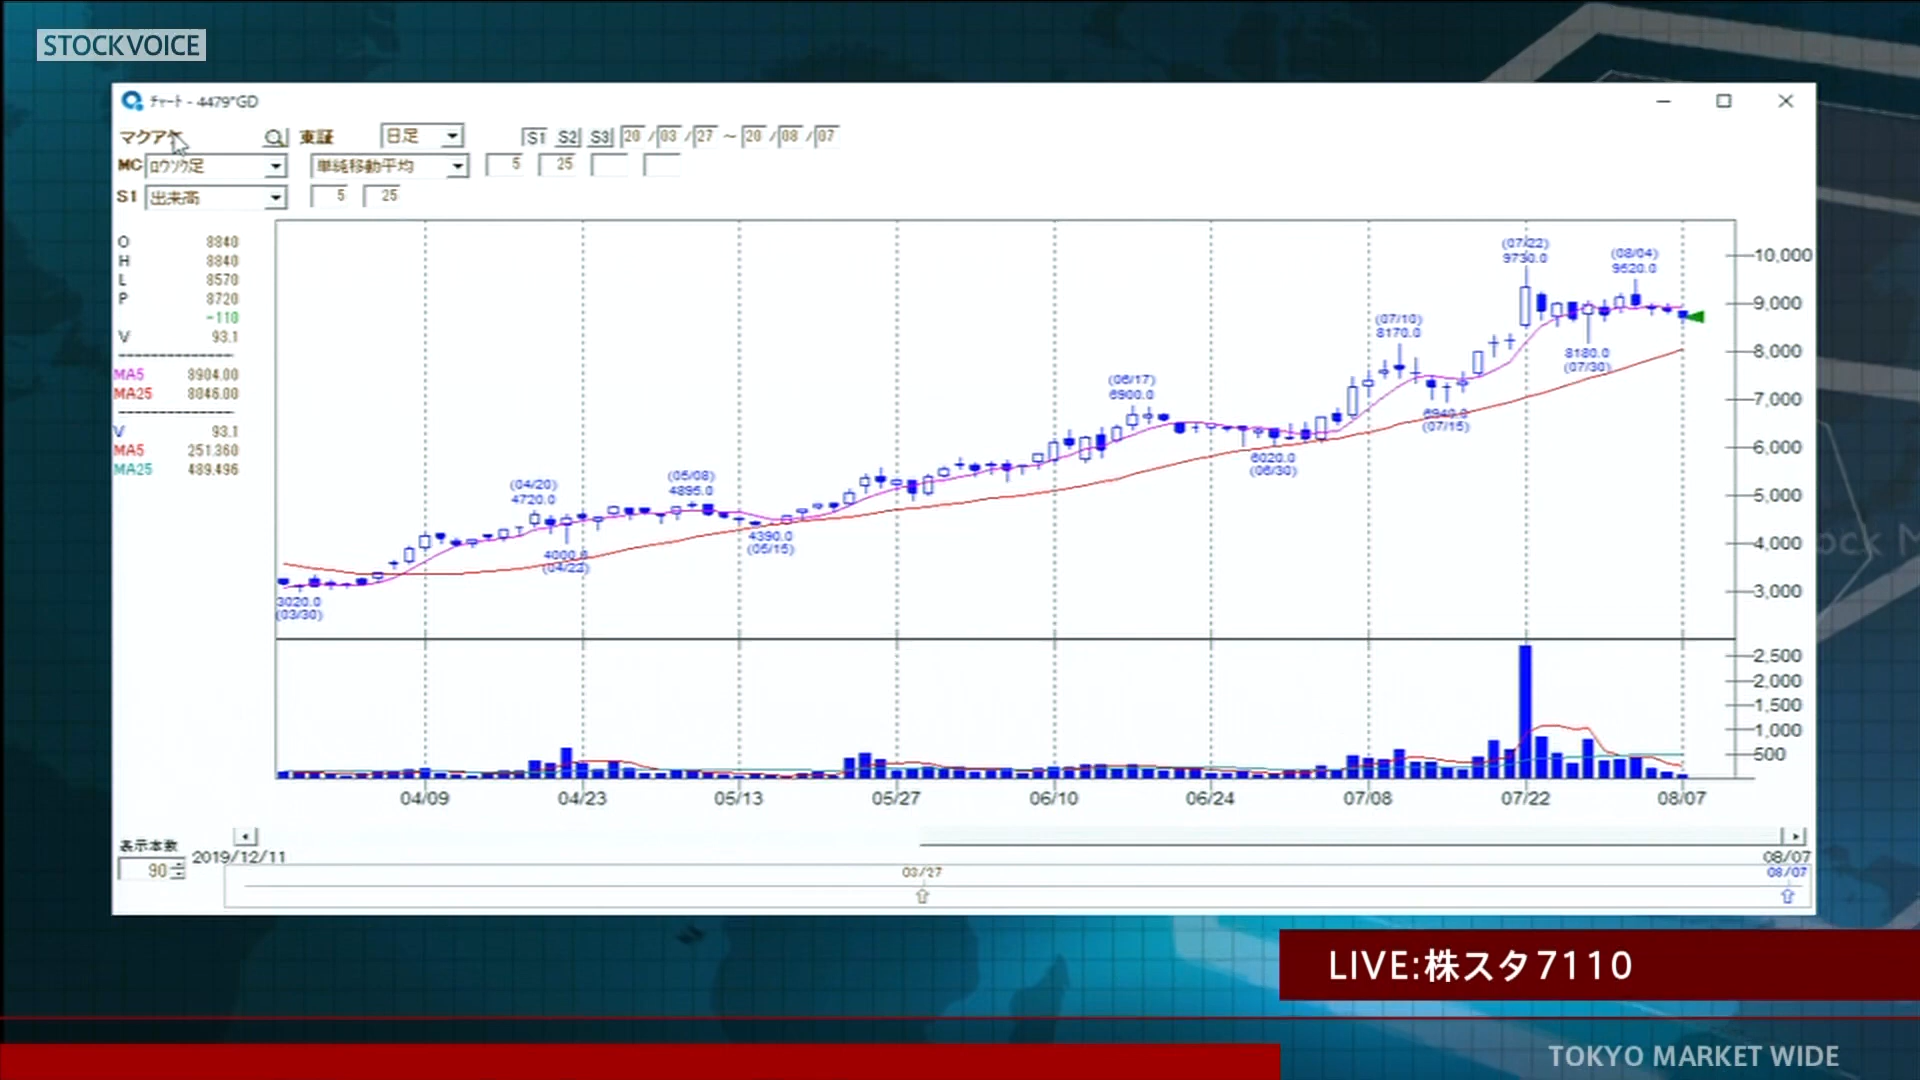 STOCKVOICE
チャート - 4479*GD
マクアケ 東証 日足 S1 S2 S3 20 /03 /27 ~ 20 /08 /07
MC ロウソク足 単純移動平均 5 25
S1 出来高 5 25
O 8840
H 8840
L 8570
P 8720
-110
V 93.1
MA5 8904.00
MA25 8046.00
V 93.1
MA5 251.360
MA25 489.496
(07/22)
9730.0
(08/04)
9520.0
(07/10)
8170.0
8180.0
(07/30)
(06/17)
6900.0
6940.0
(07/15)
6020.0
(06/30)
(04/20)
4720.0
(05/08)
4895.0
4390.0
(05/15)
4000.0
(04/22)
3020.0
(03/30)
10,000
9,000
8,000
7,000
6,000
5,000
4,000
3,000
2,500
2,000
1,500
1,000
500
04/09 04/23 05/13 05/27 06/10 06/24 07/08 07/22 08/07
表示本数
90
2019/12/11 08/07
03/27 08/07
ock M
LIVE:株スタ7110
TOKYO MARKET WIDE